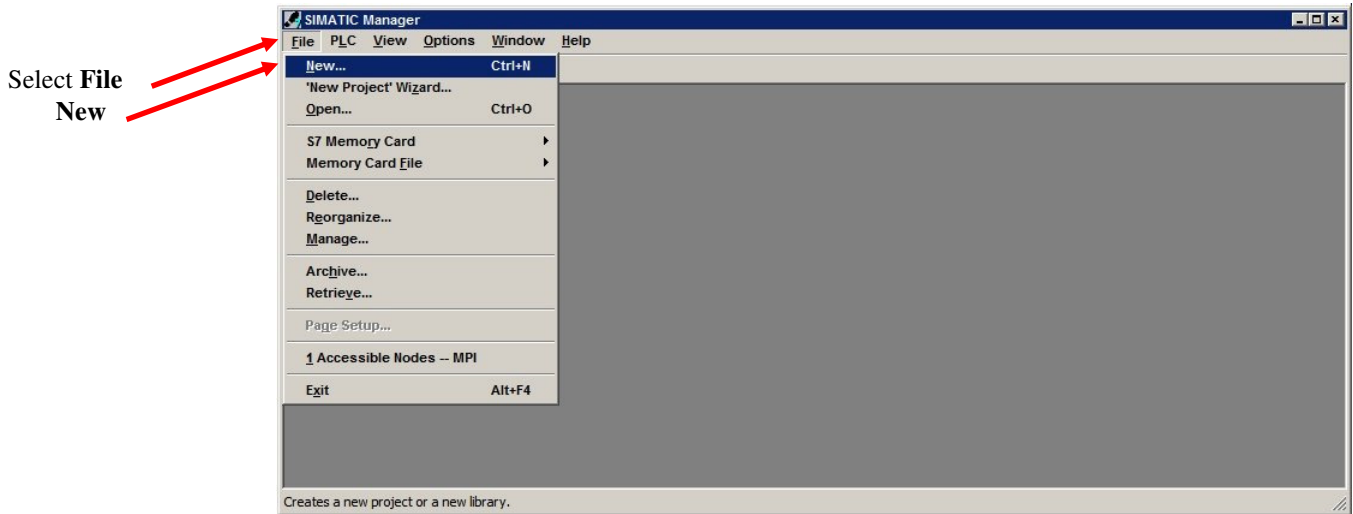 SIMATIC Manager
File PLC View Options Window Help
Select File
New
New... Ctrl+N
'New Project' Wizard...
Open... Ctrl+O
S7 Memory Card
Memory Card File
Delete...
Reorganize...
Manage...
Archive...
Retrieve...
Page Setup...
1 Accessible Nodes -- MPI
Exit Alt+F4
Creates a new project or a new library.